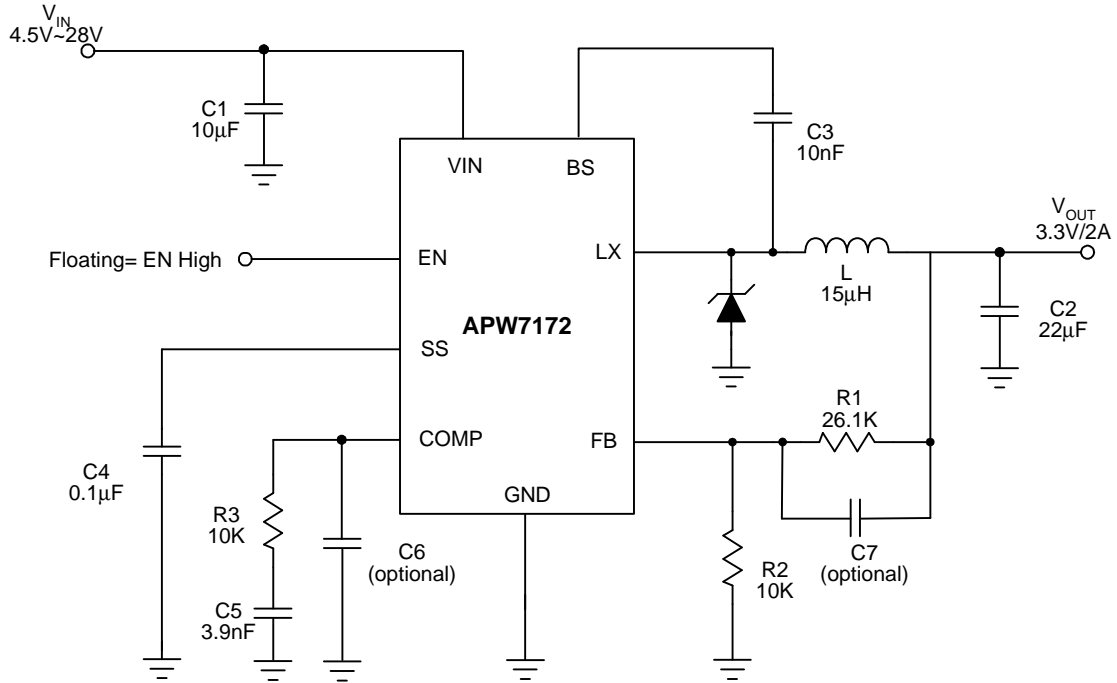 V_IN
4.5V~28V
C1
10μF
VIN
BS
C3
10nF
V_OUT
3.3V/2A
Floating= EN High
EN
LX
L
15μH
C2
22μF
APW7172
SS
R1
26.1K
COMP
FB
C4
0.1μF
GND
R3
10K
C6
(optional)
C7
(optional)
R2
10K
C5
3.9nF